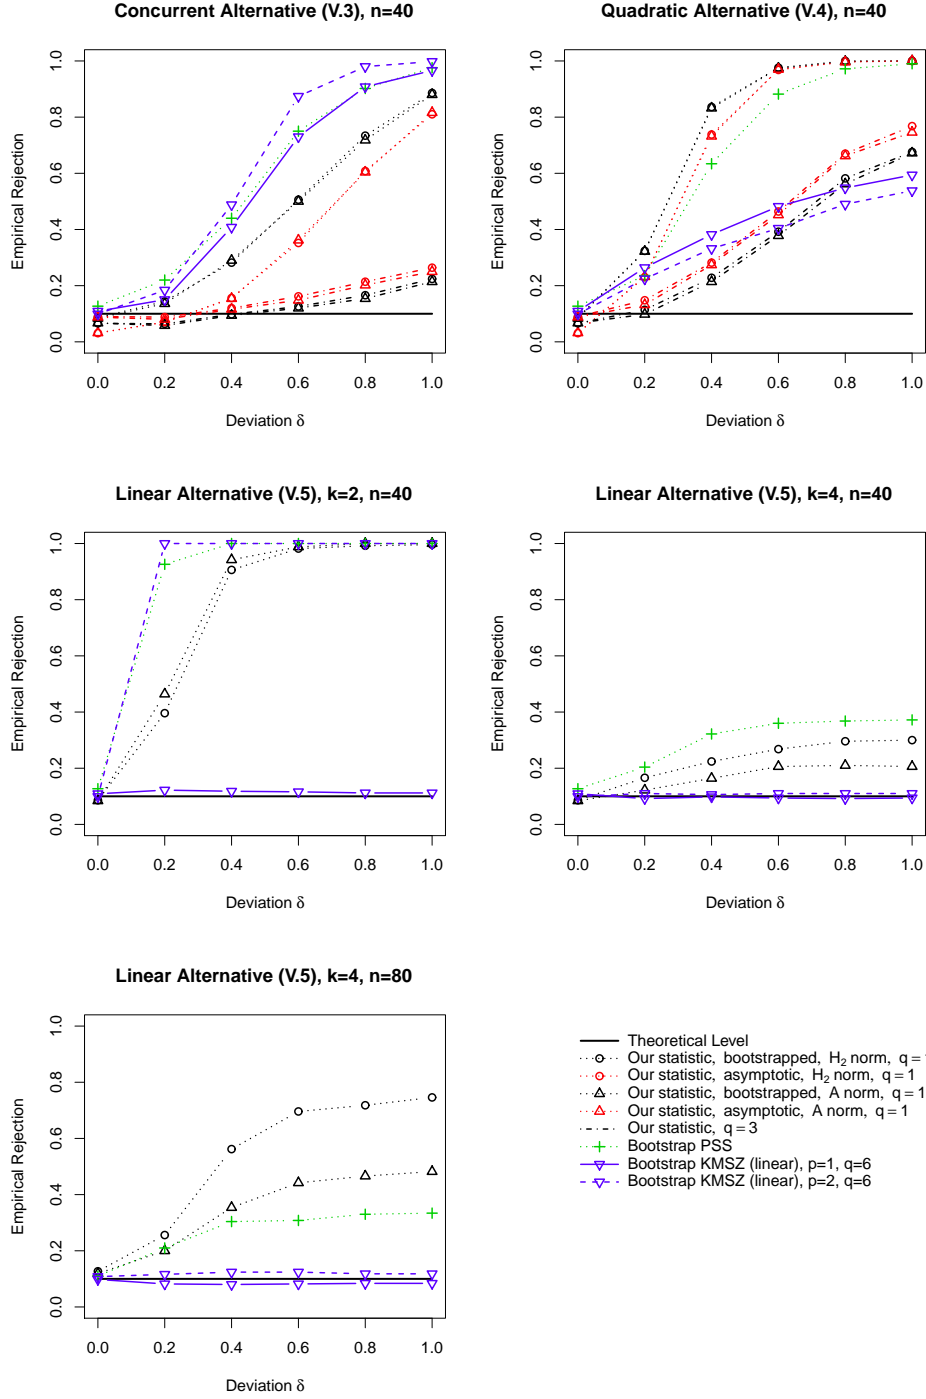 Concurrent Alternative (V.3), n=40
Empirical Rejection
0.0 0.2 0.4 0.6 0.8 1.0
0.0 0.2 0.4 0.6 0.8 1.0
Deviation δ
Quadratic Alternative (V.4), n=40
Empirical Rejection
0.0 0.2 0.4 0.6 0.8 1.0
0.0 0.2 0.4 0.6 0.8 1.0
Deviation δ
Linear Alternative (V.5), k=2, n=40
Empirical Rejection
0.0 0.2 0.4 0.6 0.8 1.0
0.0 0.2 0.4 0.6 0.8 1.0
Deviation δ
Linear Alternative (V.5), k=4, n=40
Empirical Rejection
0.0 0.2 0.4 0.6 0.8 1.0
0.0 0.2 0.4 0.6 0.8 1.0
Deviation δ
Linear Alternative (V.5), k=4, n=80
Empirical Rejection
0.0 0.2 0.4 0.6 0.8 1.0
0.0 0.2 0.4 0.6 0.8 1.0
Deviation δ
Theoretical Level
Our statistic, bootstrapped, H₂ norm, q =
Our statistic, asymptotic, H₂ norm, q = 1
Our statistic, bootstrapped, A norm, q = 1
Our statistic, asymptotic, A norm, q = 1
Our statistic, q = 3
Bootstrap PSS
Bootstrap KMSZ (linear), p=1, q=6
Bootstrap KMSZ (linear), p=2, q=6